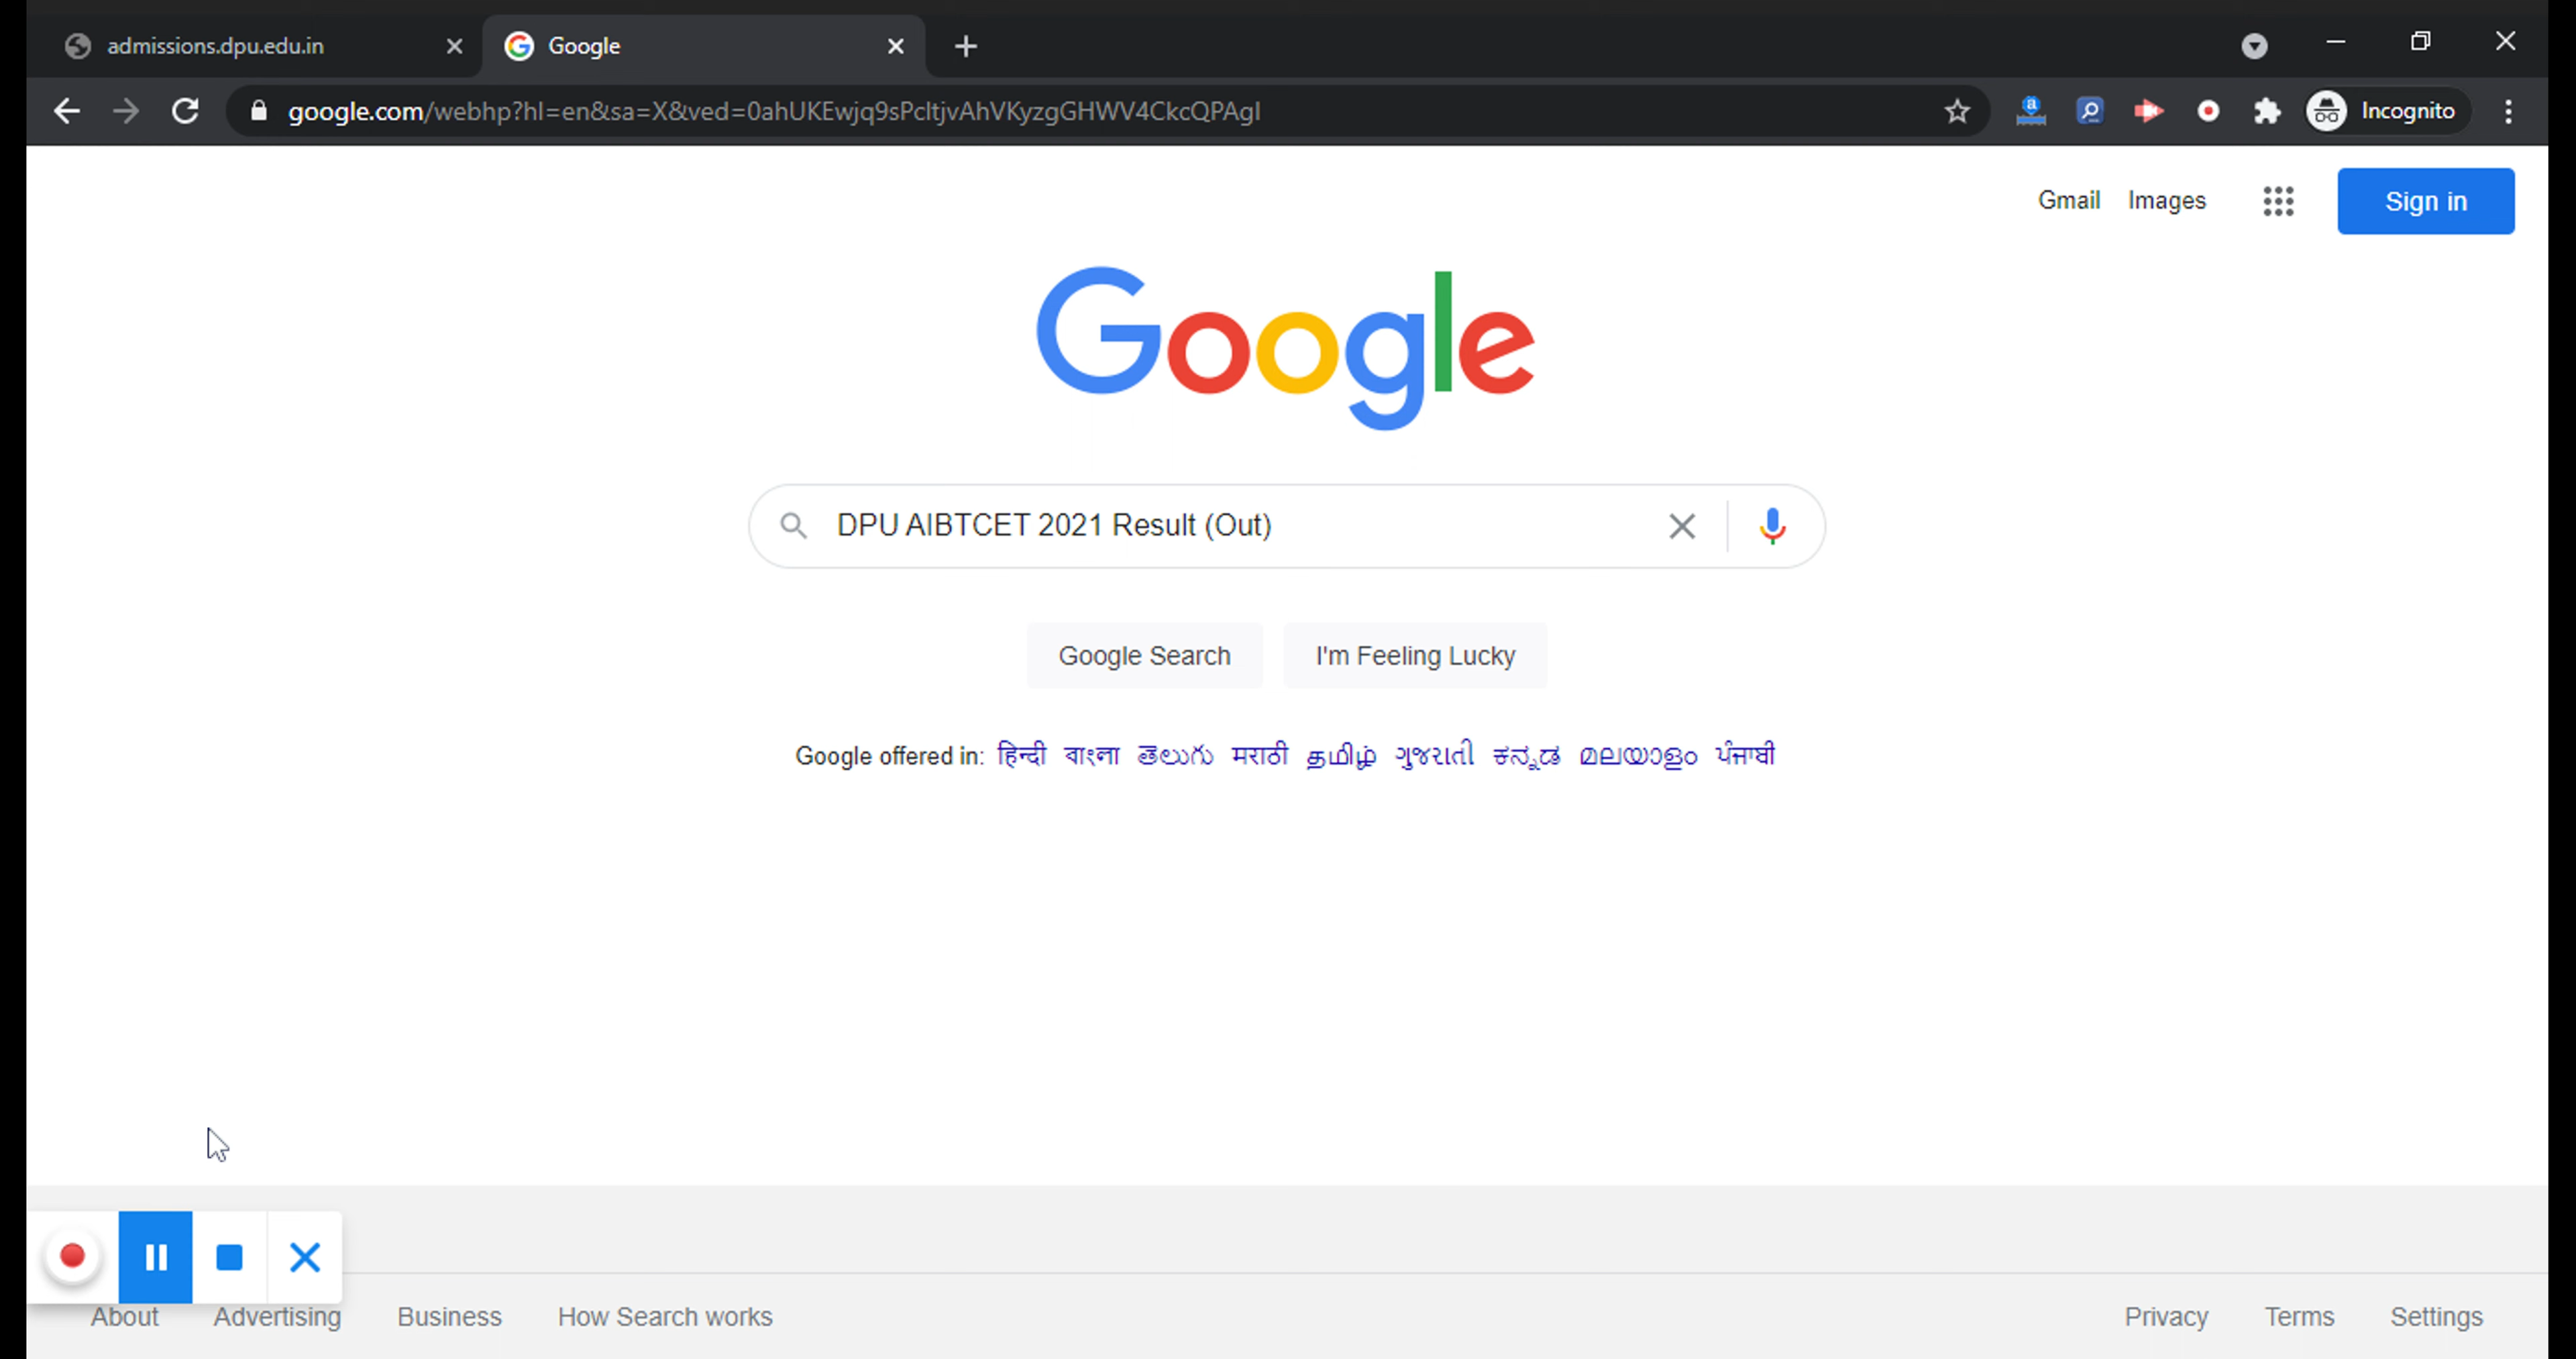 admissions.dpu.edu.in
Google
google.com/webhp?hl=en&sa=X&ved=0ahUKEwjq9sPcltjvAhVKyzgGHWV4CkcQPAgI
Incognito
Gmail Images Sign in
Google
DPU AIBTCET 2021 Result (Out)
Google Search I'm Feeling Lucky
Google offered in: हिन्दी বাংলা తెలుగు मराठी தமிழ் ગુજરાતી ಕನ್ನಡ മലയാളം ਪੰਜਾਬੀ
About Advertising Business How Search works Privacy Terms Settings